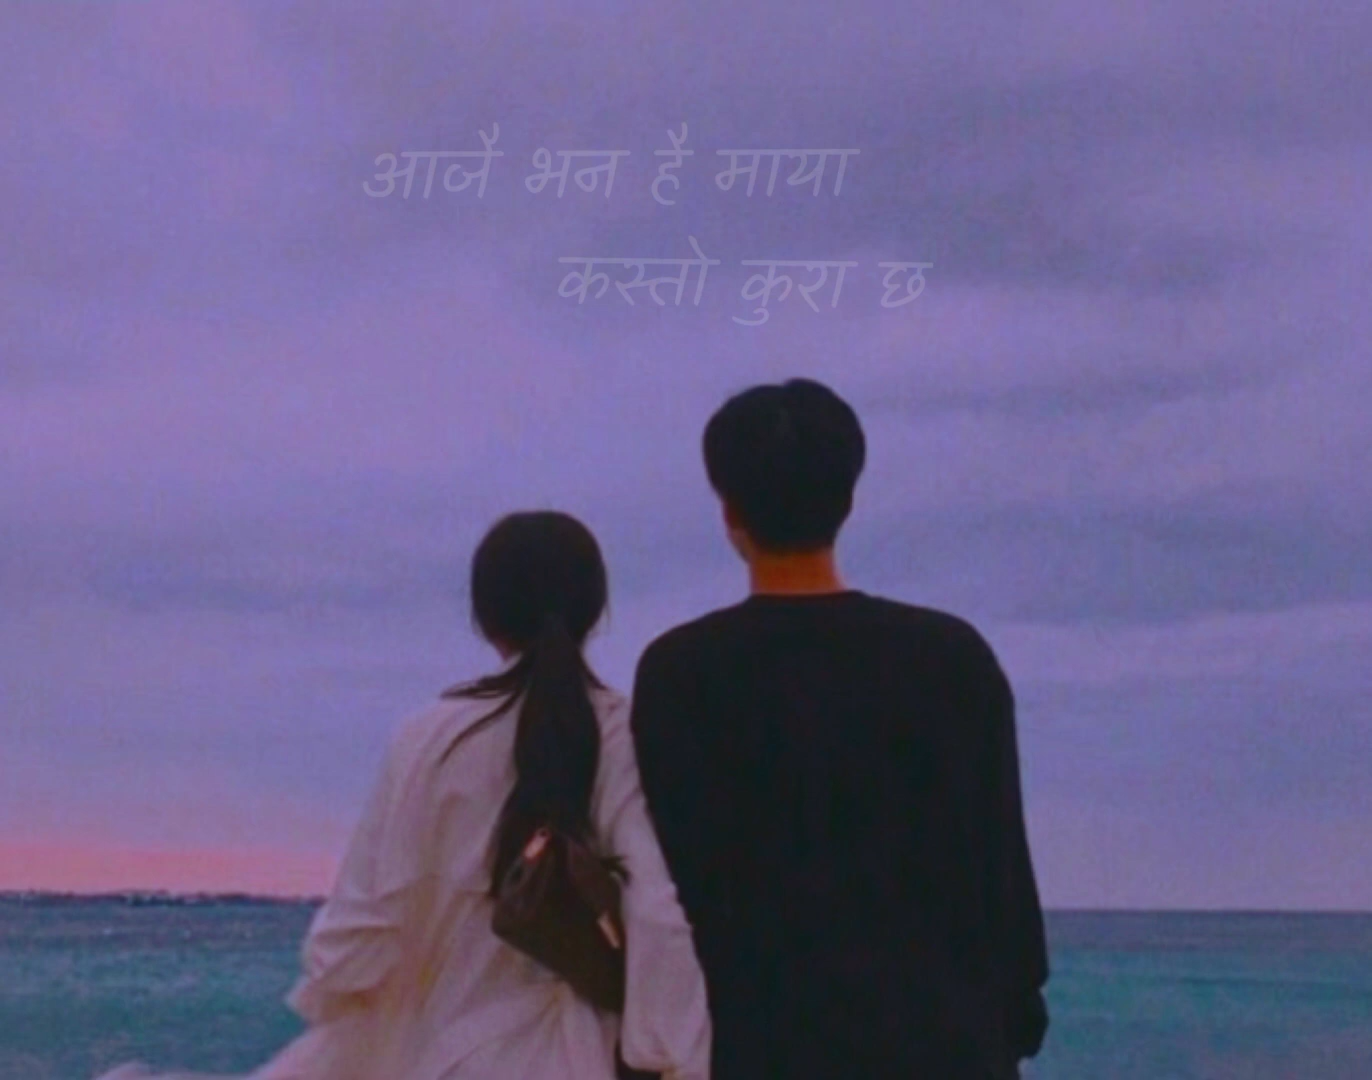 आजै भन है माया
कस्तो कुरा छ